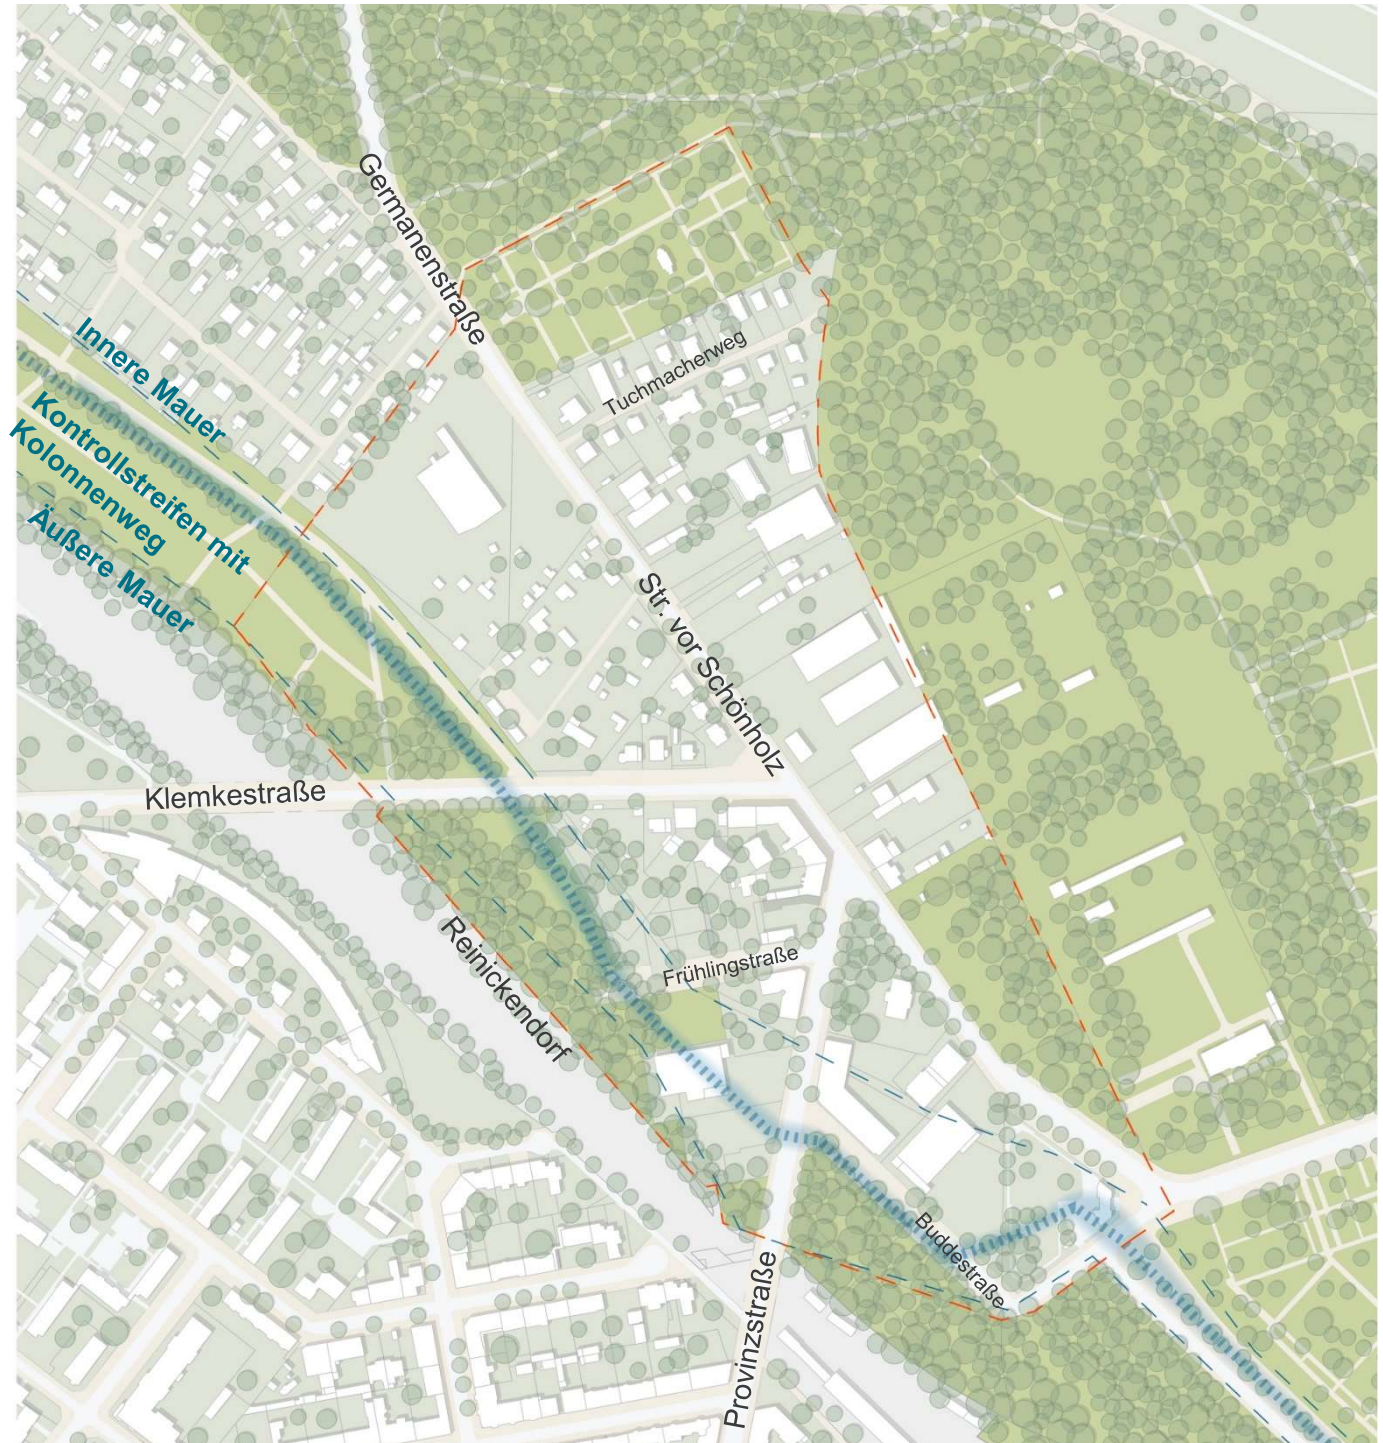 Germanenstraße
Tuchmacherweg
Innere Mauer
Kontrollstreifen mit
Kolonnenweg
Äußere Mauer
Str. vor Schönholz
Klemkestraße
Reinickendorf
Frühlingstraße
Buddestraße
Provinzstraße